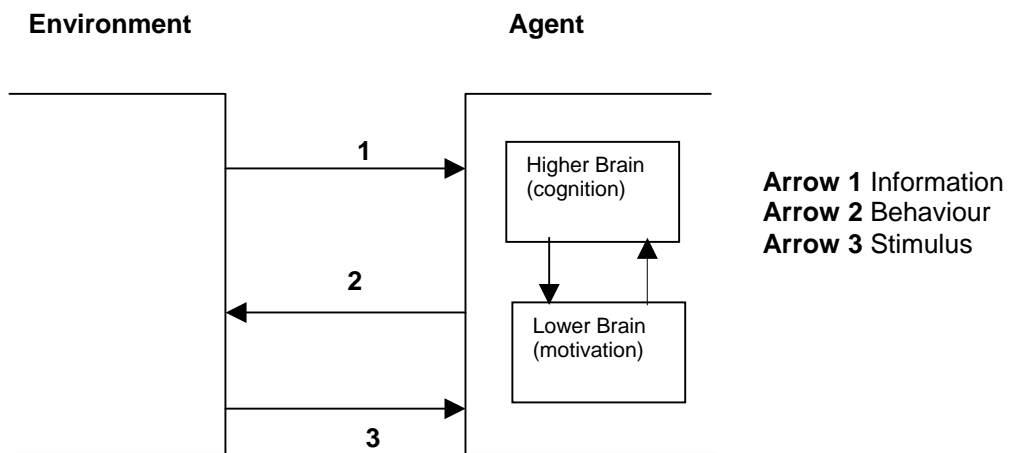 Environment
Agent
1
Higher Brain
(cognition)
Arrow 1 Information
Arrow 2 Behaviour
Arrow 3 Stimulus
2
Lower Brain
(motivation)
3